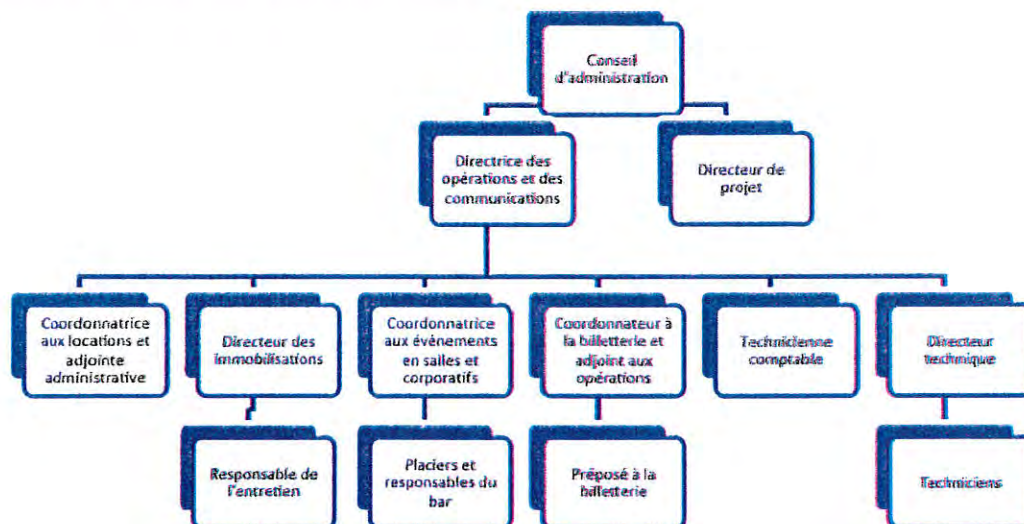 Conseil
d'administration
Directrice des
opérations et des
communications
Directeur de
projet
Coordonnatrice
aux locations et
adjointe
administrative
Directeur des
immobilisations
Coordonnatrice
aux évènements
en salles et
corporatifs
Coordonnateur à
la billetterie et
adjoint aux
opérations
Technicienne
comptable
Directeur
technique
Responsable de
l'entretien
Placiers et
responsables du
bar
Préposé à la
billetterie
Techniciens